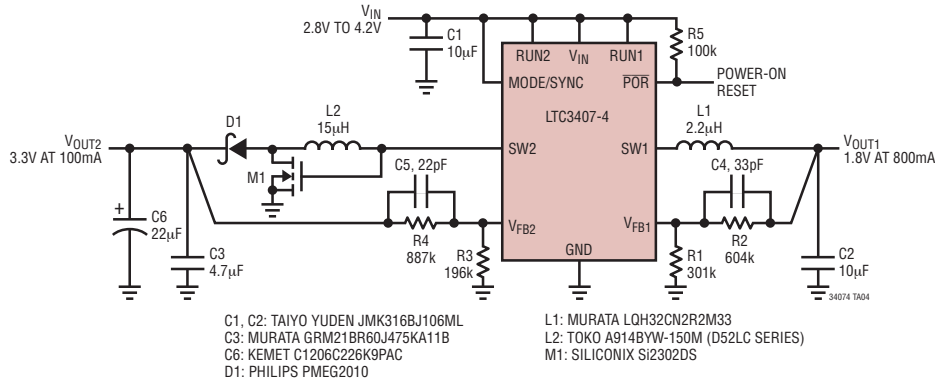 VIN
2.8V TO 4.2V
C1
10µF
RUN2
VIN
RUN1
R5
100k
MODE/SYNC
POR
POWER-ON
RESET
LTC3407-4
VOUT2
3.3V AT 100mA
D1
L2
15µH
M1
SW2
SW1
L1
2.2µH
VOUT1
1.8V AT 800mA
C5, 22pF
C4, 33pF
C6
22µF
+
C3
4.7µF
R4
887k
R3
196k
VFB2
VFB1
GND
R1
301k
R2
604k
C2
10µF
34074 TA04
C1, C2: TAIYO YUDEN JMK316BJ106ML
C3: MURATA GRM21BR60J475KA11B
C6: KEMET C1206C226K9PAC
D1: PHILIPS PMEG2010
L1: MURATA LQH32CN2R2M33
L2: TOKO A914BYW-150M (D52LC SERIES)
M1: SILICONIX Si2302DS